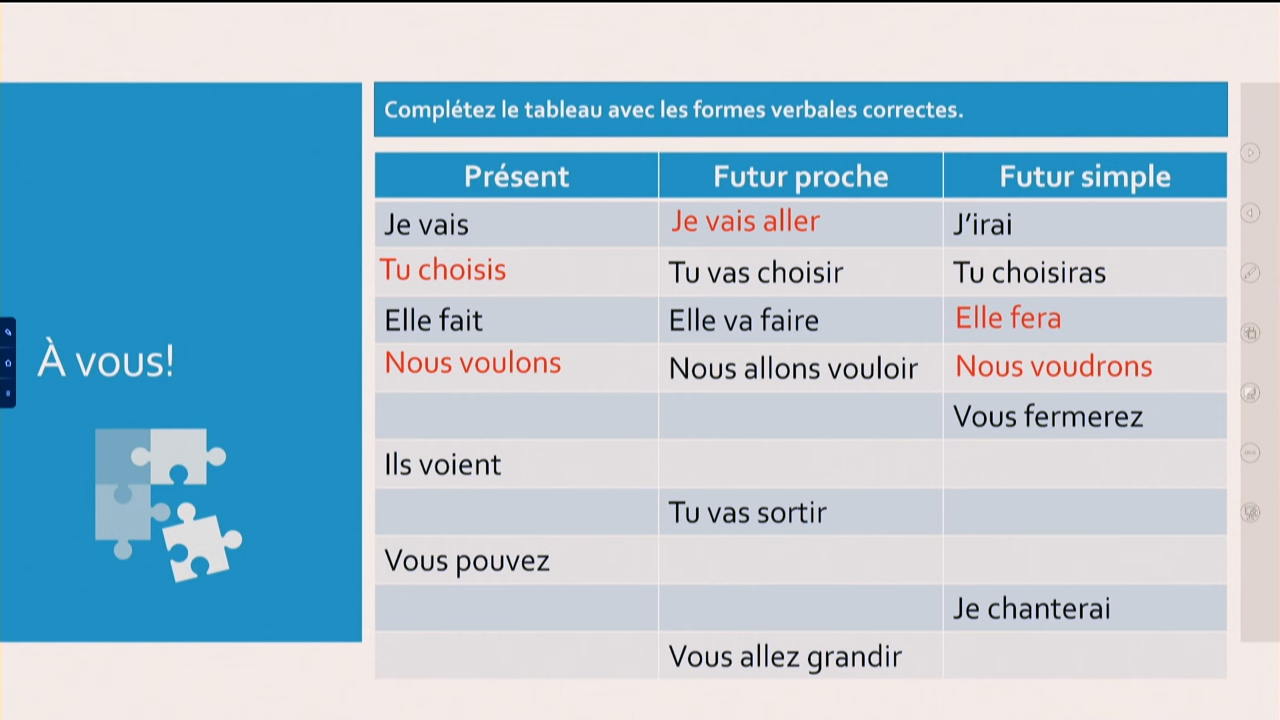 Complétez le tableau avec les formes verbales correctes.
Présent Futur proche Futur simple
Je vais Je vais aller J'irai
Tu choisis Tu vas choisir Tu choisiras
Elle fait Elle va faire Elle fera
À vous!
Nous voulons Nous allons vouloir Nous voudrons
Vous fermerez
Ils voient
Tu vas sortir
Vous pouvez
Je chanterai
Vous allez grandir